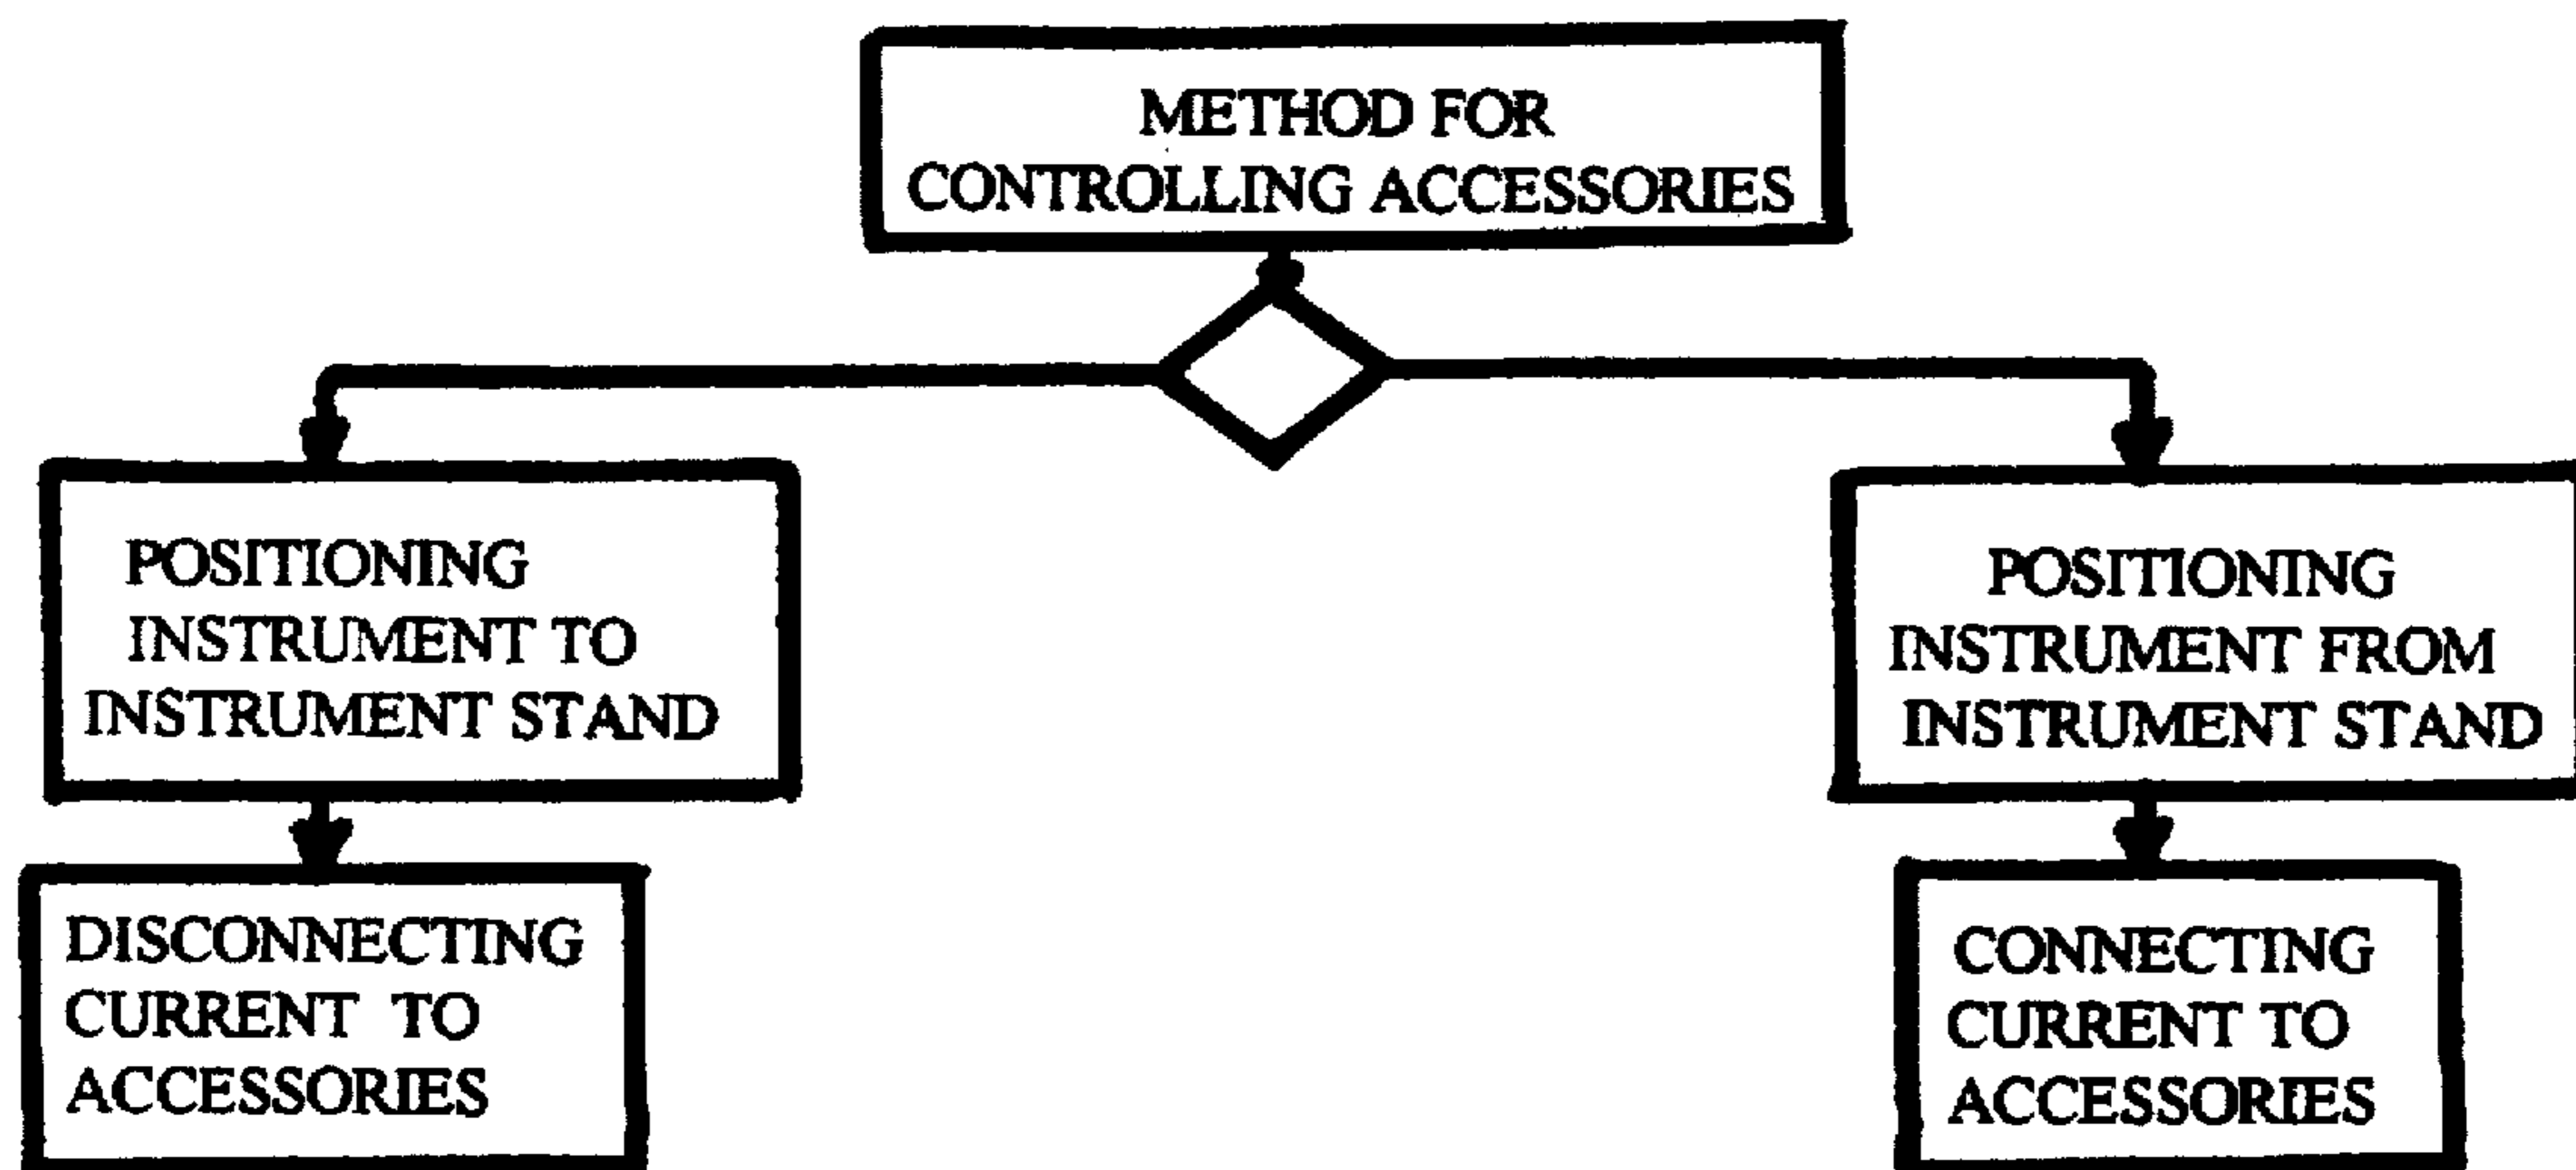 METHOD FOR
CONTROLLING ACCESSORIES
POSITIONING
INSTRUMENT TO
INSTRUMENT STAND
POSITIONING
INSTRUMENT FROM
INSTRUMENT STAND
DISCONNECTING
CURRENT TO
ACCESSORIES
CONNECTING
CURRENT TO
ACCESSORIES